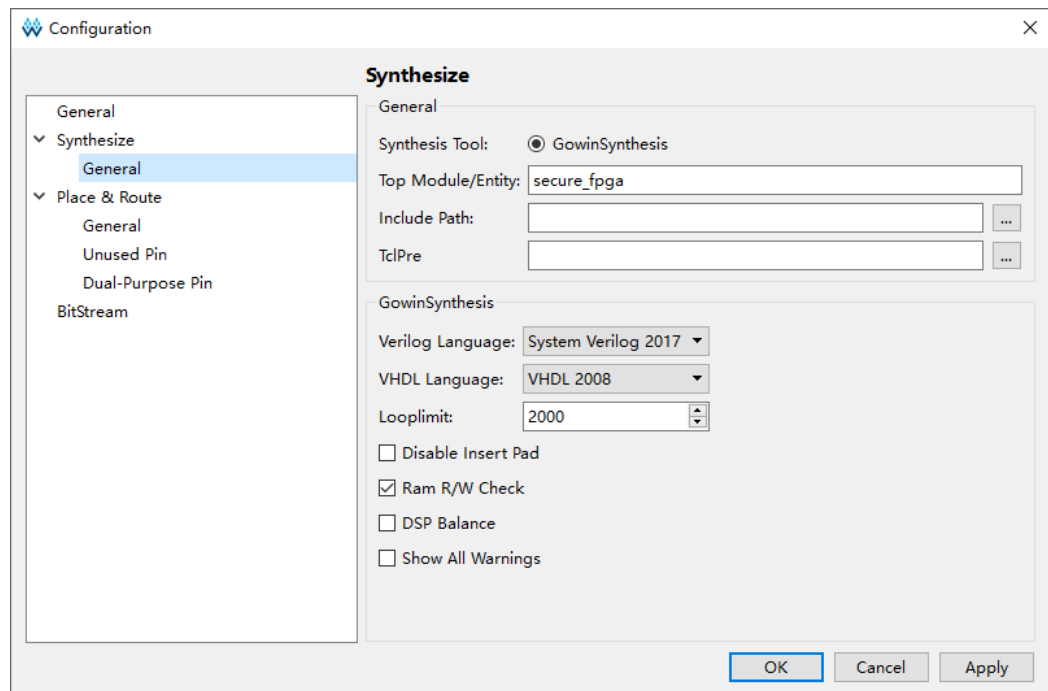 Configuration
General
Synthesize
General
Place & Route
General
Unused Pin
Dual-Purpose Pin
BitStream
Synthesize
General
Synthesis Tool: GowinSynthesis
Top Module/Entity: secure_fpga
Include Path: ...
TclPre ...
GowinSynthesis
Verilog Language: System Verilog 2017
VHDL Language: VHDL 2008
Looplimit: 2000
Disable Insert Pad
Ram R/W Check
DSP Balance
Show All Warnings
OK Cancel Apply